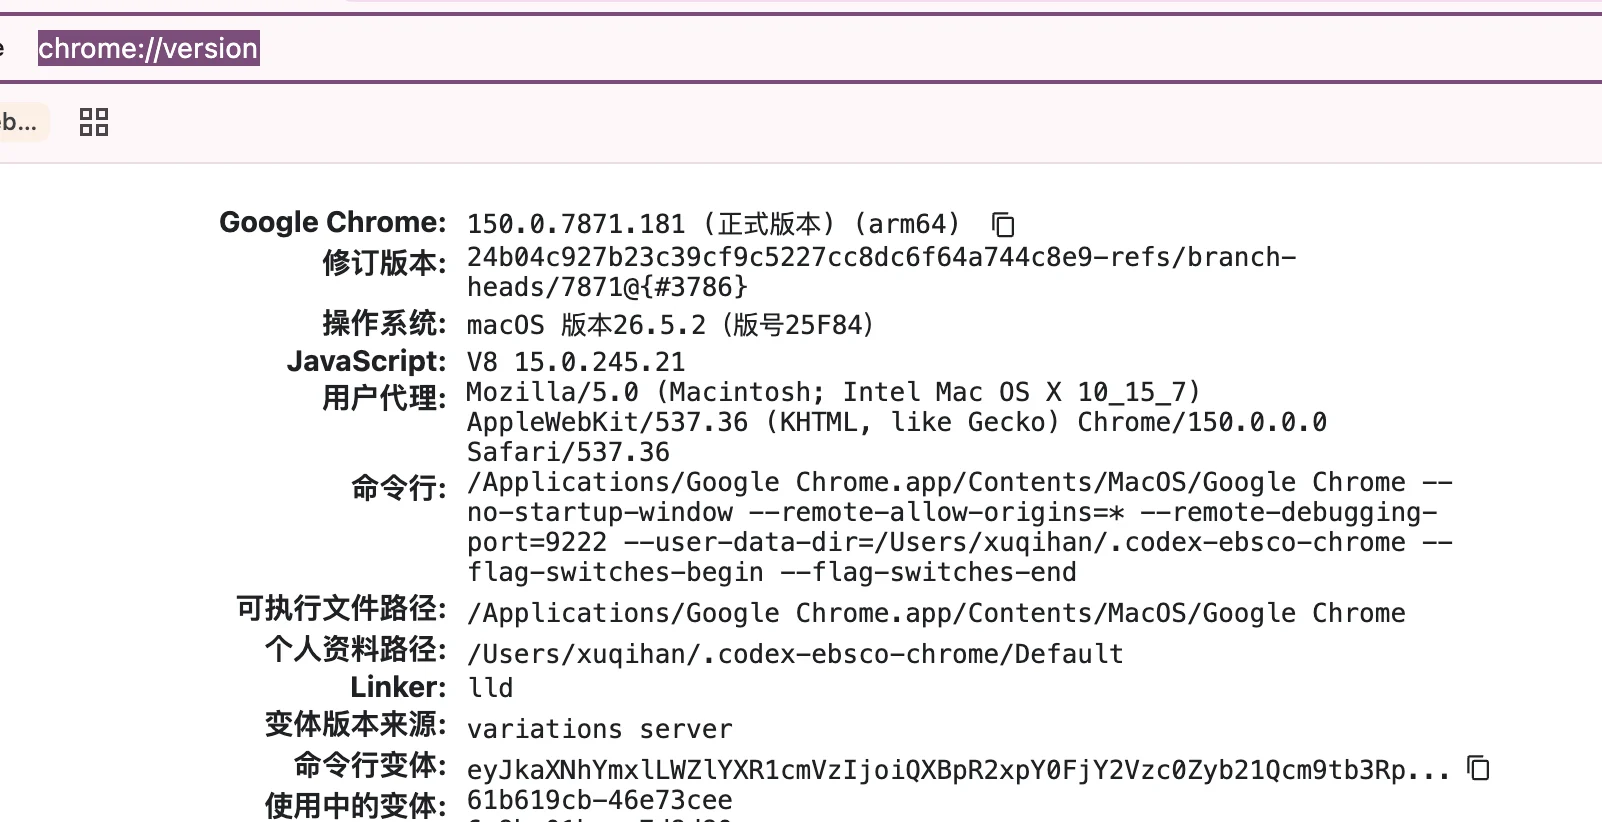 chrome://version
Google Chrome: 150.0.7871.181 (正式版本) (arm64)
修订版本: 24b04c927b23c39cf9c5227cc8dc6f64a744c8e9-refs/branch-
heads/7871@{#3786}
操作系统: macOS 版本26.5.2（版号25F84）
JavaScript: V8 15.0.245.21
用户代理: Mozilla/5.0 (Macintosh; Intel Mac OS X 10_15_7)
AppleWebKit/537.36 (KHTML, like Gecko) Chrome/150.0.0.0
Safari/537.36
命令行: /Applications/Google Chrome.app/Contents/MacOS/Google Chrome --
no-startup-window --remote-allow-origins=* --remote-debugging-
port=9222 --user-data-dir=/Users/xuqihan/.codex-ebsco-chrome --
flag-switches-begin --flag-switches-end
可执行文件路径: /Applications/Google Chrome.app/Contents/MacOS/Google Chrome
个人资料路径: /Users/xuqihan/.codex-ebsco-chrome/Default
Linker: lld
变体版本来源: variations server
命令行变体: eyJkaXNhYmxlLWZlYXR1cmVzIjoiQXBpR2xpY0FjY2Vzc0Zyb21Qcm9tb3Rp...
使用中的变体: 61b619cb-46e73cee